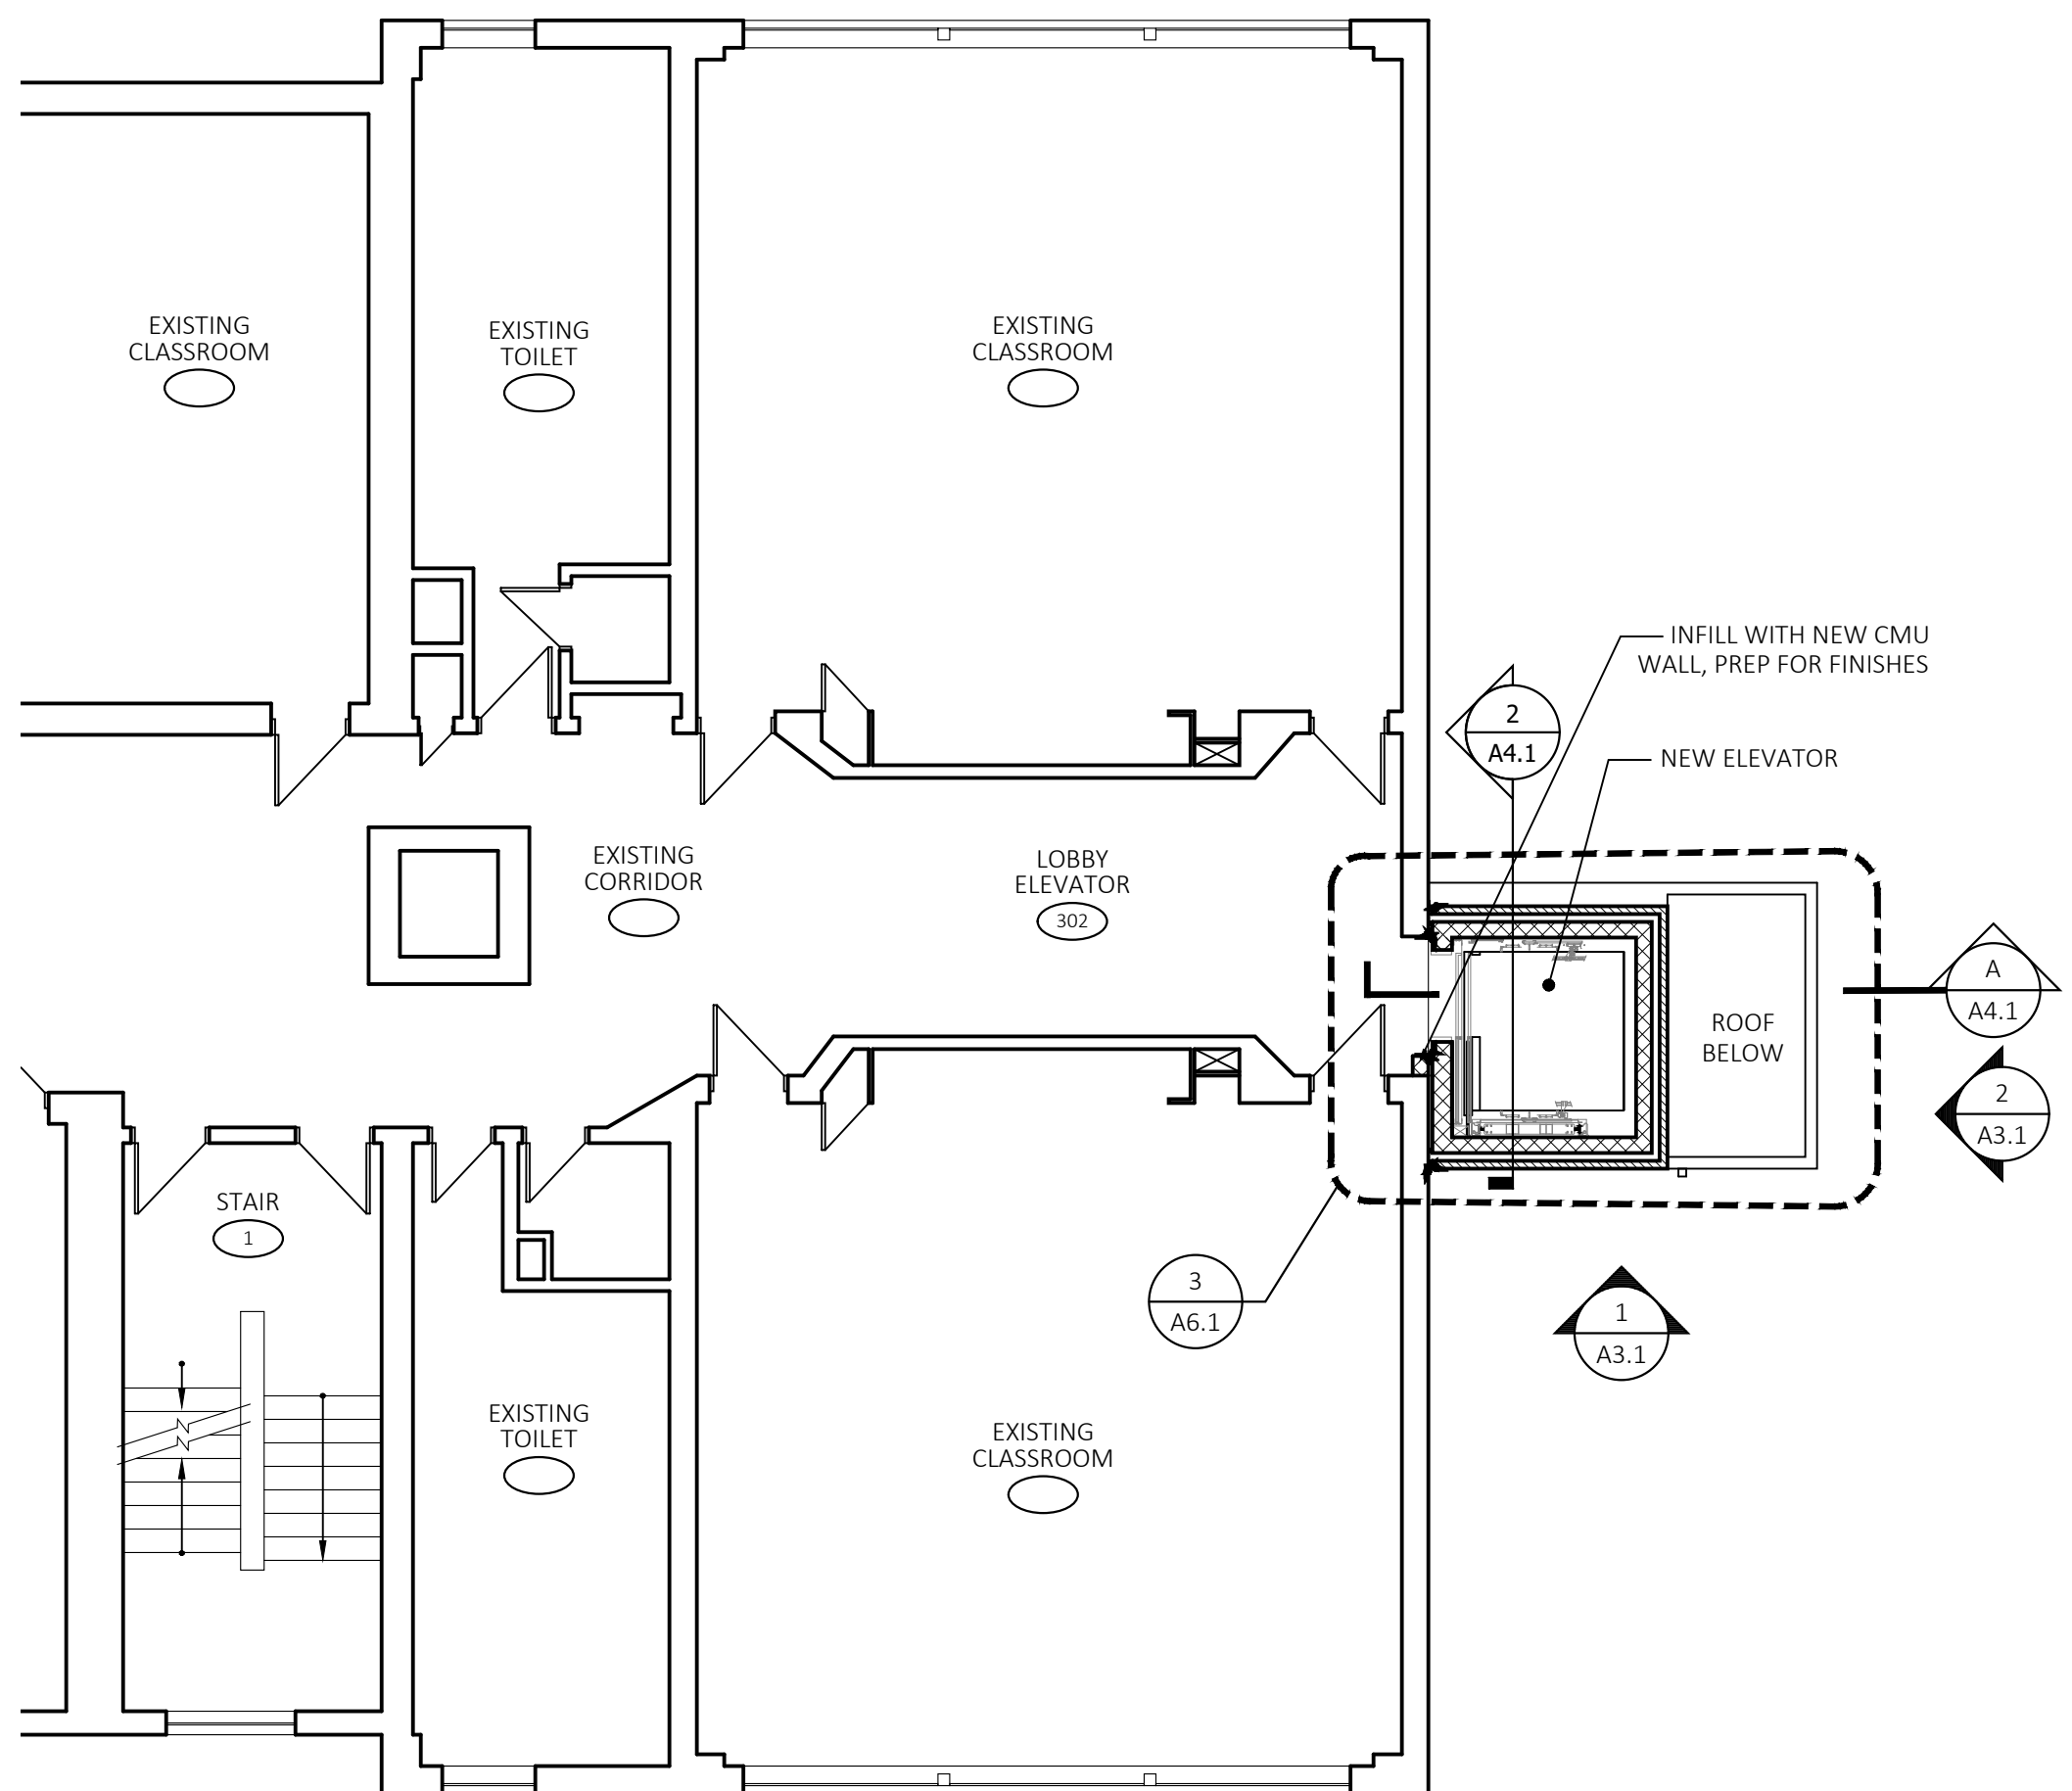 EXISTING
CLASSROOM
EXISTING
TOILET
EXISTING
CLASSROOM
INFILL WITH NEW CMU
WALL, PREP FOR FINISHES
2
A4.1
NEW ELEVATOR
EXISTING
CORRIDOR
LOBBY
ELEVATOR
302
A
A4.1
ROOF
BELOW
2
A3.1
STAIR
1
3
A6.1
1
A3.1
EXISTING
TOILET
EXISTING
CLASSROOM